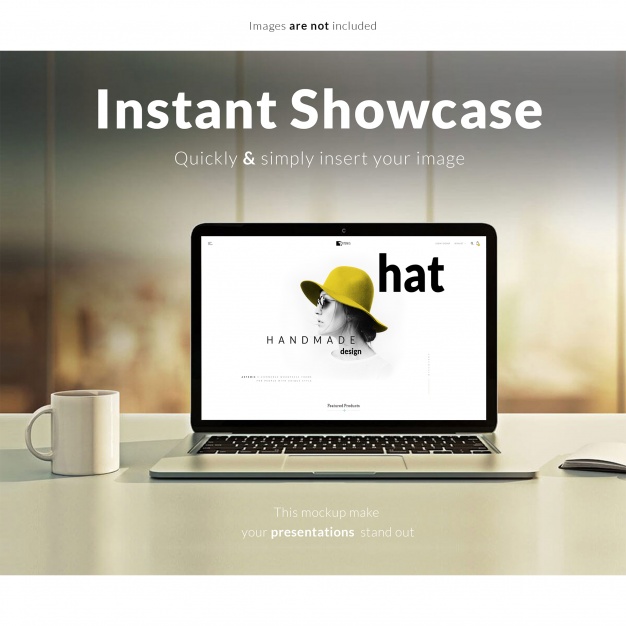 Images are not included
Instant Showcase
Quickly & simply insert your image
hat
HANDMADE
design
Featured Products
This mockup make
your presentations stand out